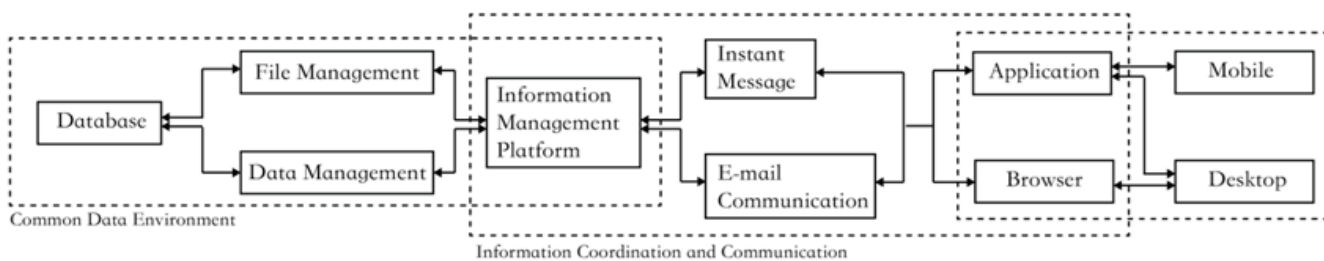 Database
File Management
Data Management
Information
Management
Platform
Instant
Message
E-mail
Communication
Application
Browser
Mobile
Desktop
Common Data Environment
Information Coordination and Communication